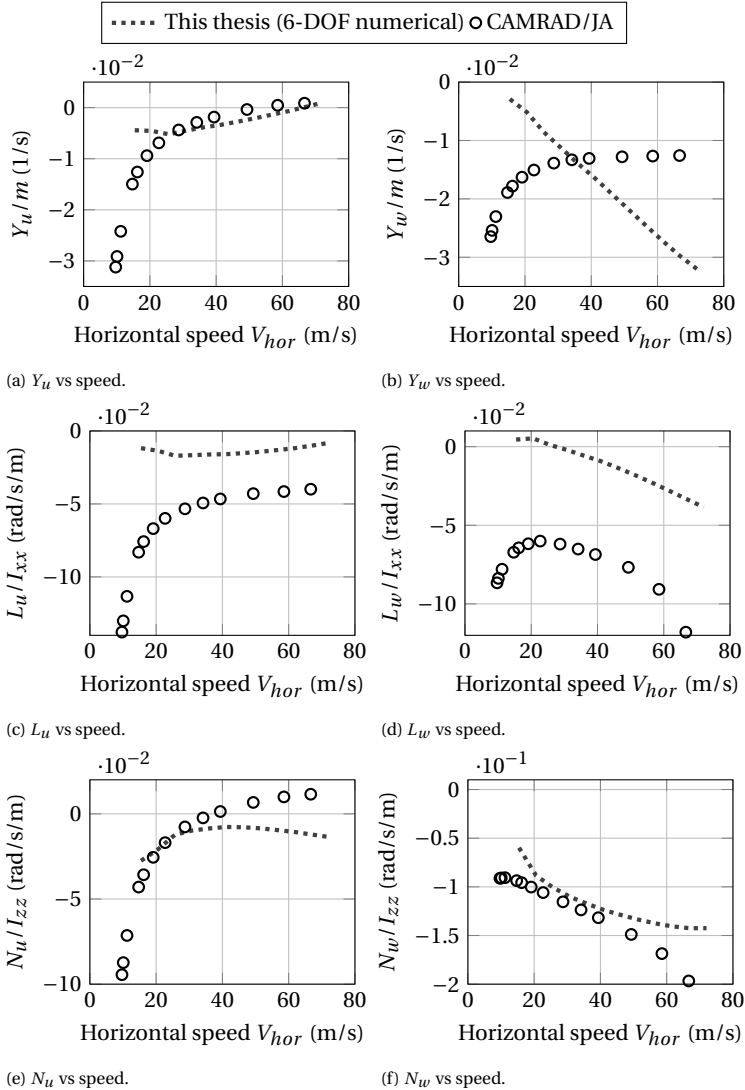 This thesis (6-DOF numerical) CAMRAD/JA
·10⁻²
0
−1
−2
−3
0 20 40 60 80
Y_u/m (1/s)
Horizontal speed V_hor (m/s)
(a) Y_u vs speed.
·10⁻²
0
−1
−2
−3
0 20 40 60 80
Y_w/m (1/s)
Horizontal speed V_hor (m/s)
(b) Y_w vs speed.
·10⁻²
0
−5
−10
0 20 40 60 80
L_u/I_xx (rad/s/m)
Horizontal speed V_hor (m/s)
(c) L_u vs speed.
·10⁻²
0
−5
−10
0 20 40 60 80
L_w/I_xx (rad/s/m)
Horizontal speed V_hor (m/s)
(d) L_w vs speed.
·10⁻²
0
−5
−10
0 20 40 60 80
N_u/I_zz (rad/s/m)
Horizontal speed V_hor (m/s)
(e) N_u vs speed.
·10⁻¹
0
−0.5
−1
−1.5
−2
0 20 40 60 80
N_w/I_zz (rad/s/m)
Horizontal speed V_hor (m/s)
(f) N_w vs speed.